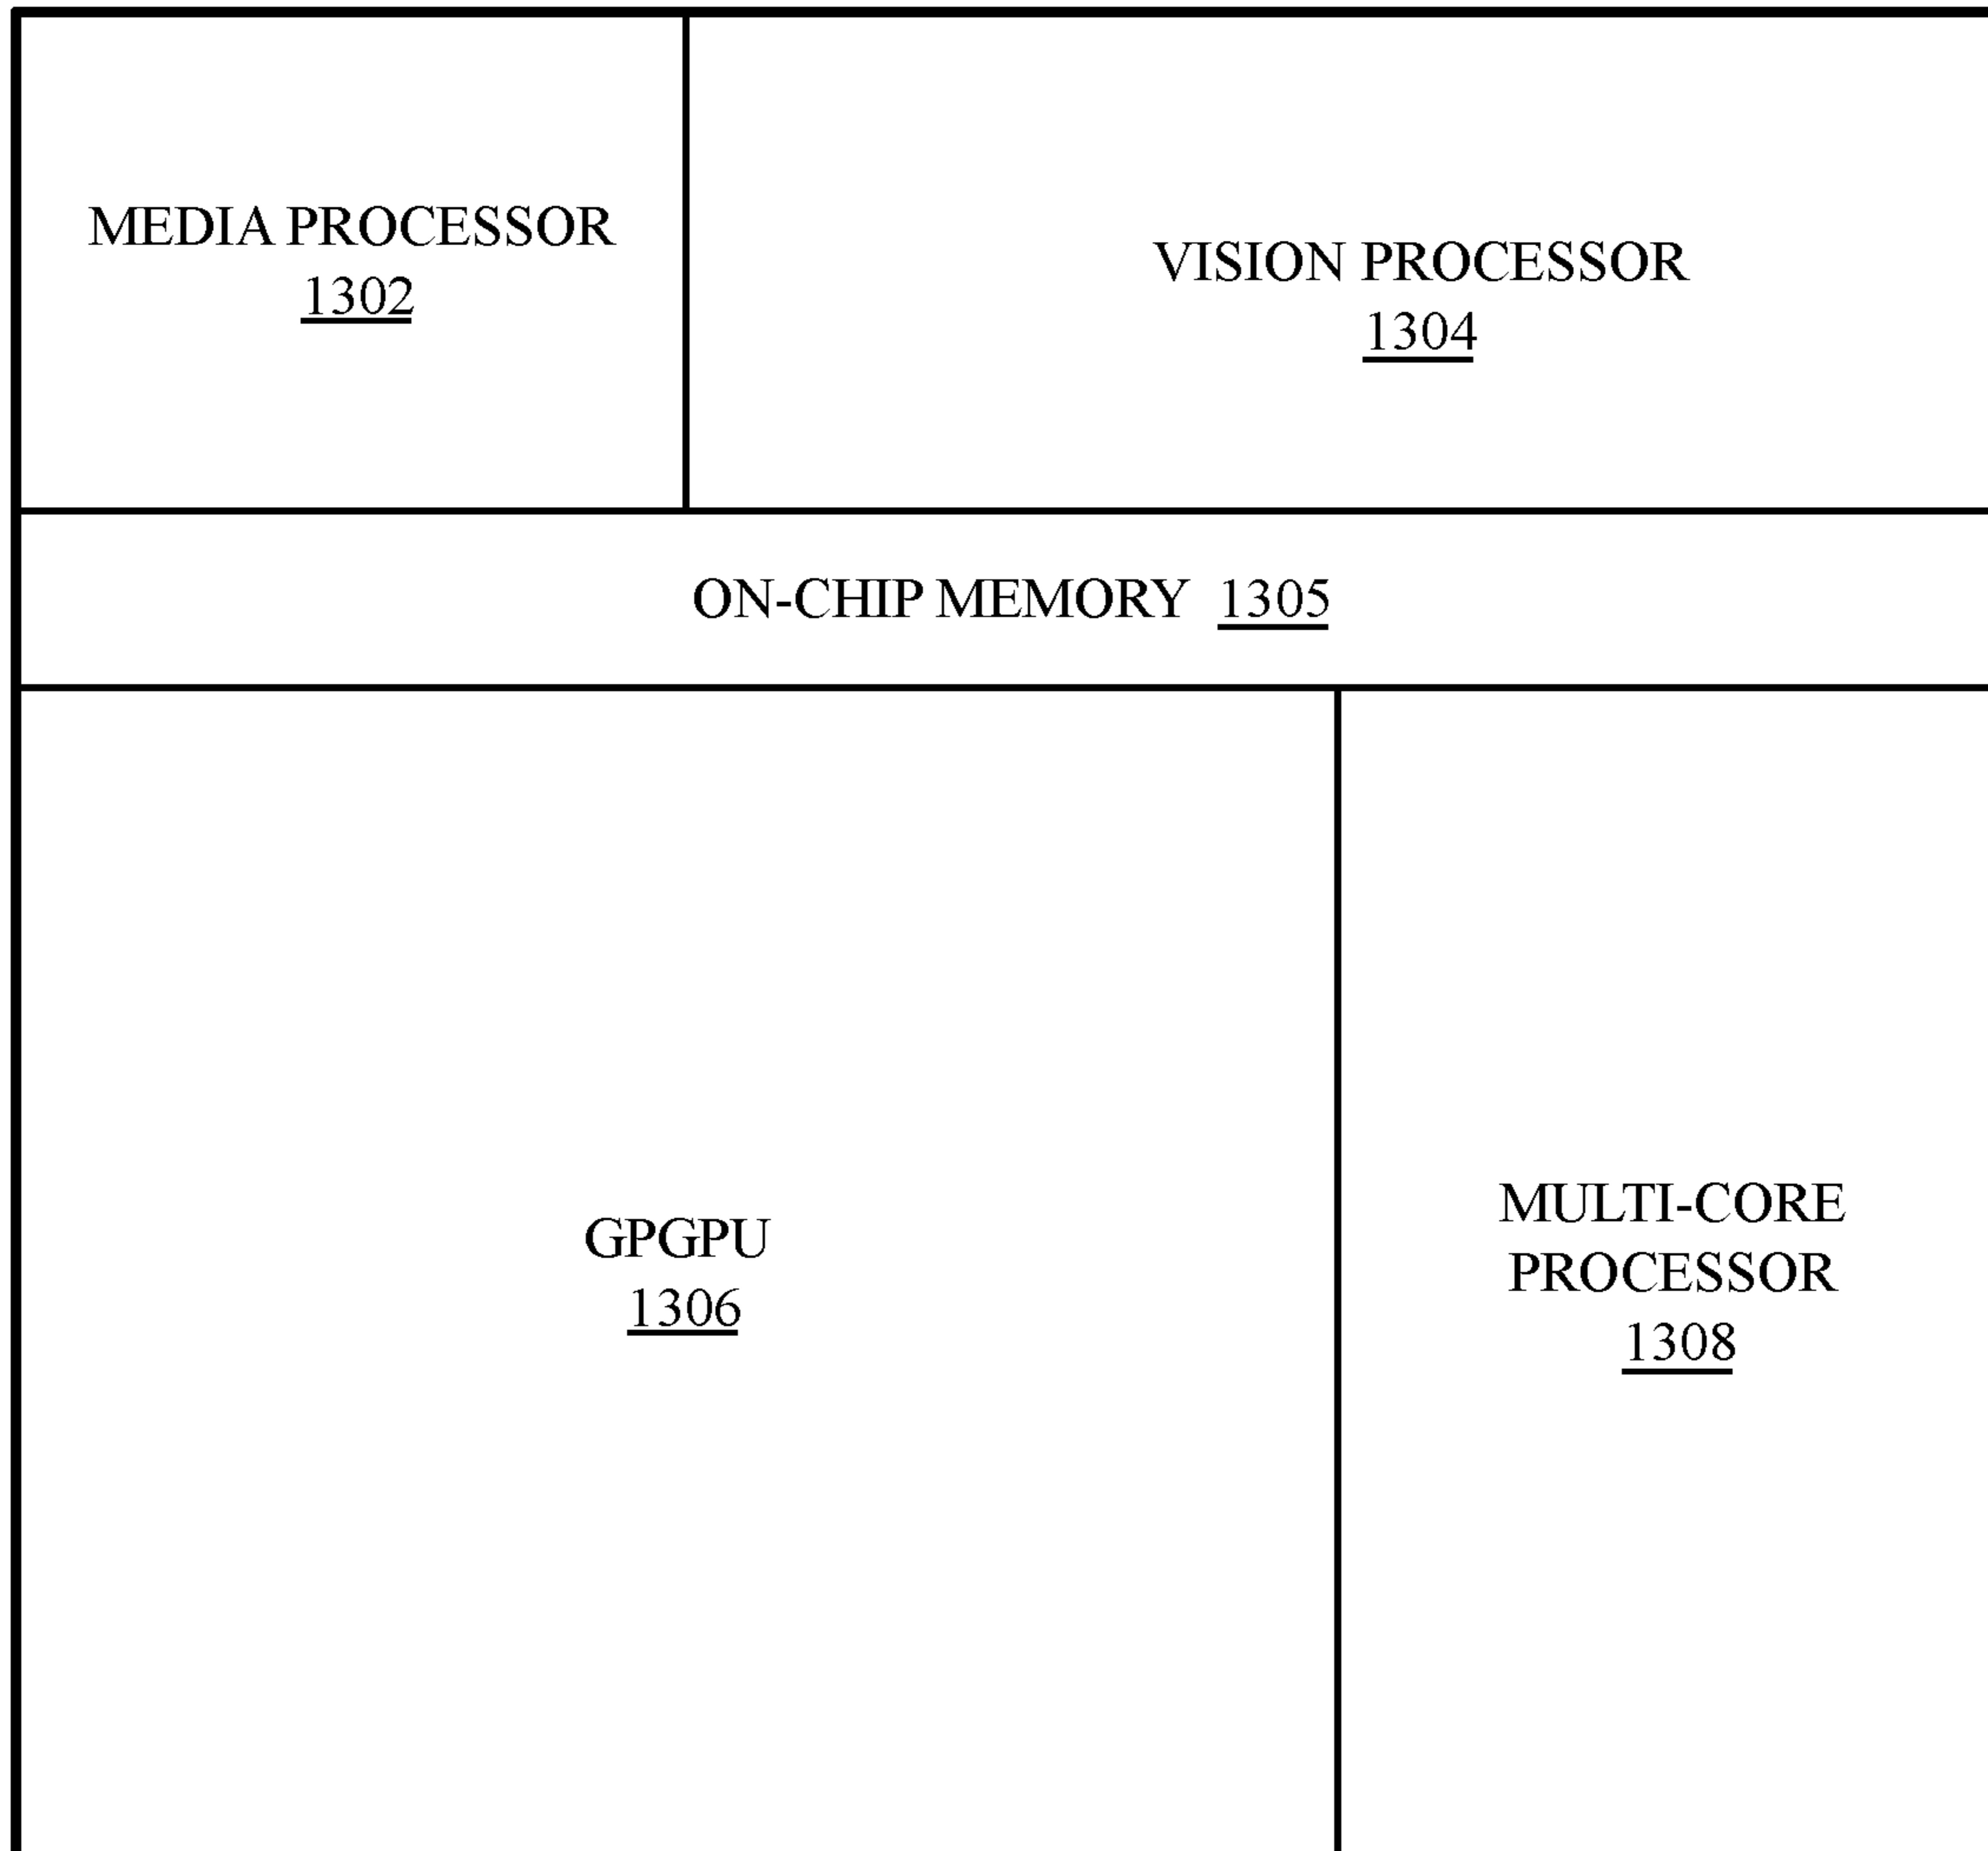 MEDIA PROCESSOR
1302
VISION PROCESSOR
1304
ON-CHIP MEMORY 1305
GPGPU
1306
MULTI-CORE
PROCESSOR
1308